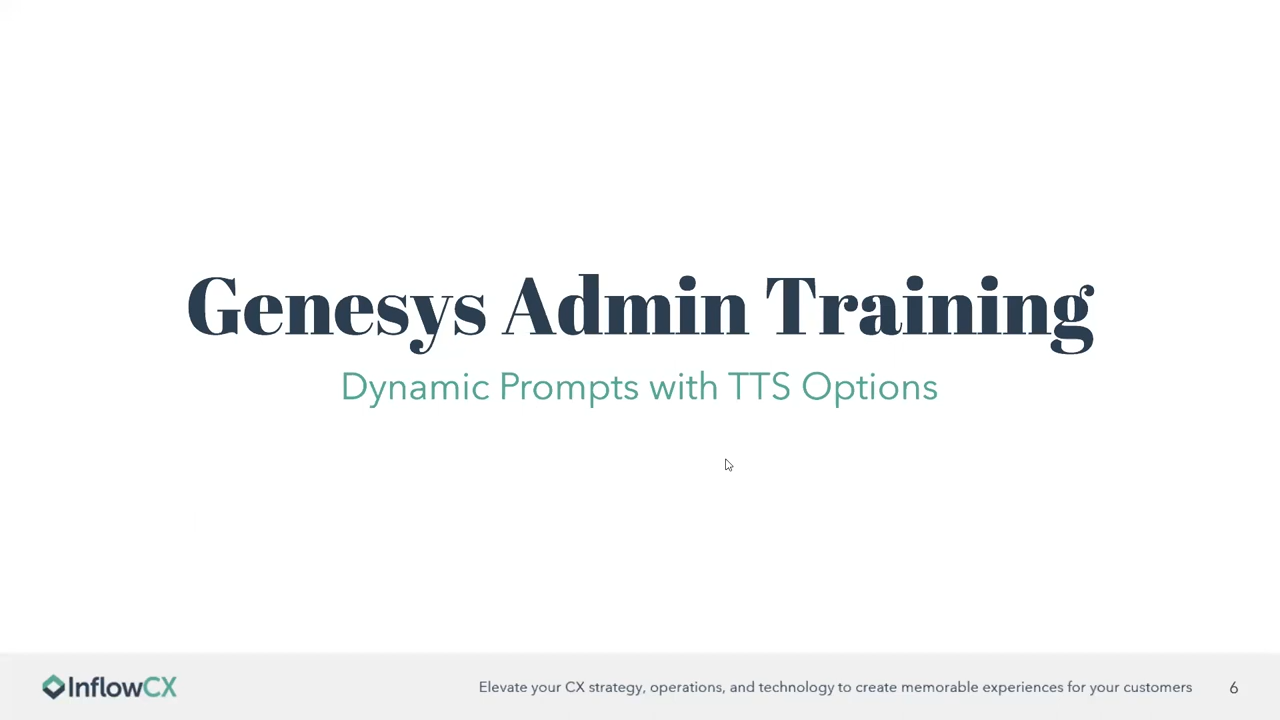 Genesys Admin Training
Dynamic Prompts with TTS Options
InflowCX
Elevate your CX strategy, operations, and technology to create memorable experiences for your customers
6